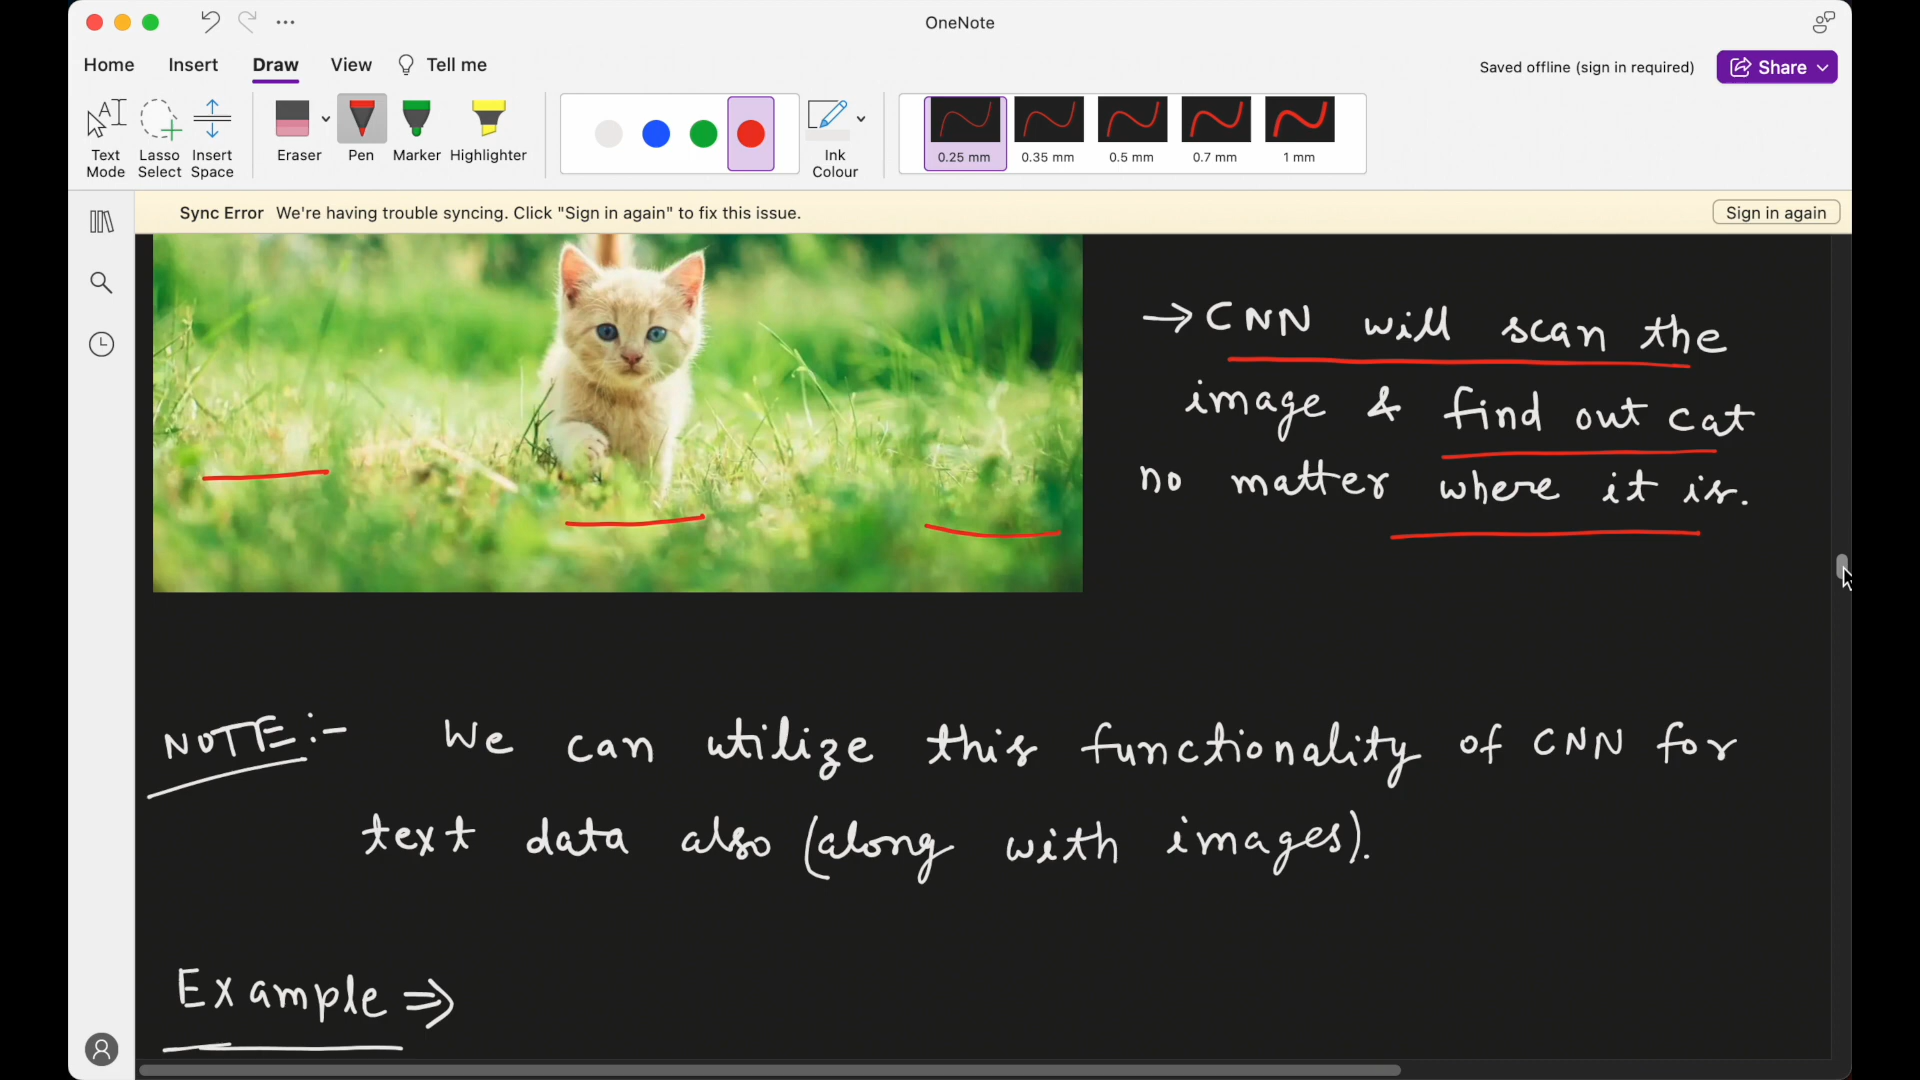 OneNote
Home Insert Draw View Tell me
Saved offline (sign in required) Share
Text Mode
Lasso Select
Insert Space
Eraser
Pen
Marker
Highlighter
Ink Colour
0.25 mm 0.35 mm 0.5 mm 0.7 mm 1 mm
Sync Error We're having trouble syncing. Click "Sign in again" to fix this issue. Sign in again
→ CNN will scan the
image & find out cat
no matter where it is.
NOTE:- We can utilize this functionality of CNN for
text data also (along with images).
Example ⇒